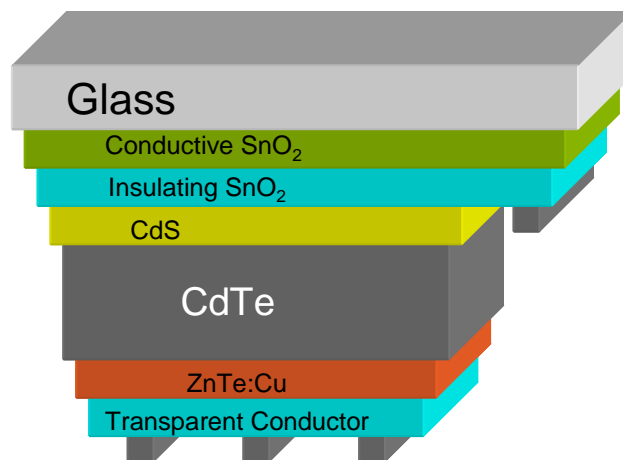 Glass
Conductive SnO₂
Insulating SnO₂
CdS
CdTe
ZnTe:Cu
Transparent Conductor